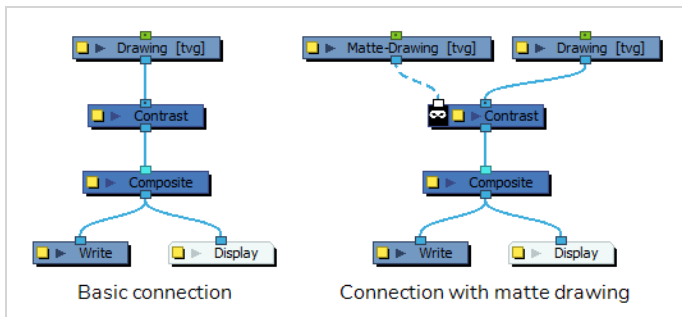 Drawing [tvg]
Matte-Drawing [tvg]
Drawing [tvg]
Contrast
Contrast
Composite
Composite
Write
Display
Write
Display
Basic connection
Connection with matte drawing